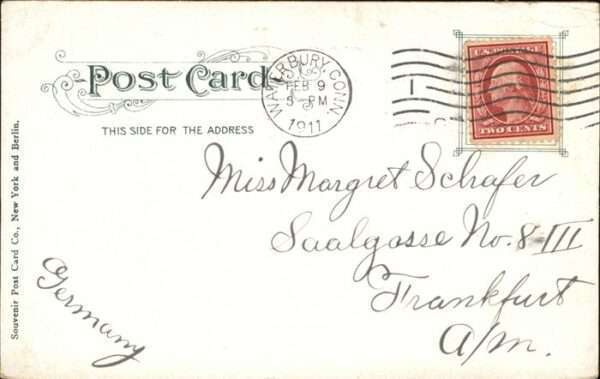 Post Card
THIS SIDE FOR THE ADDRESS
WATERBURY, CONN.
FEB 9
5-PM
1911
U.S. POSTAGE
TWO CENTS
Miss Margret Schafer
Saalgasse No. 8 III
Frankfurt
a/m.
Germany
Souvenir Post Card Co., New York and Berlin.